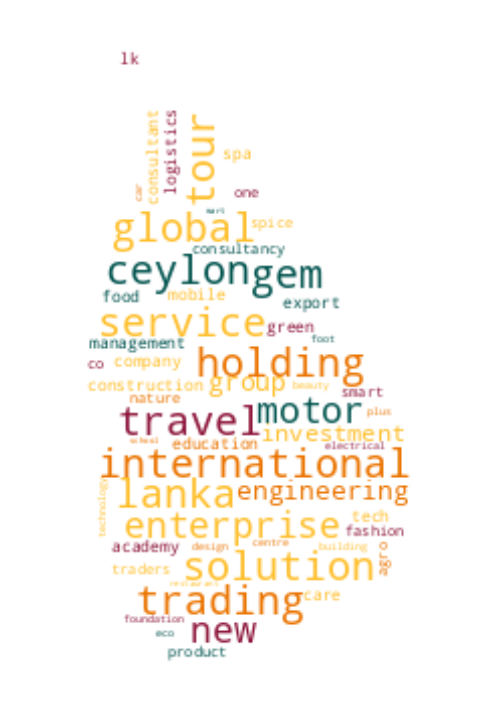 lk
consultant
logistics
tour
spa
car
one
mart
global
spice
consultancy
ceylon
gem
food
mobile
export
service
green
management
foot
co
company
holding
construction
group
beauty
smart
nature
travel
motor
plus
investment
school
education
electrical
international
technology
lanka
engineering
enterprise
tech
fashion
academy
design
centre
building
agro
traders
solution
restaurant
trading
care
foundation
new
eco
product